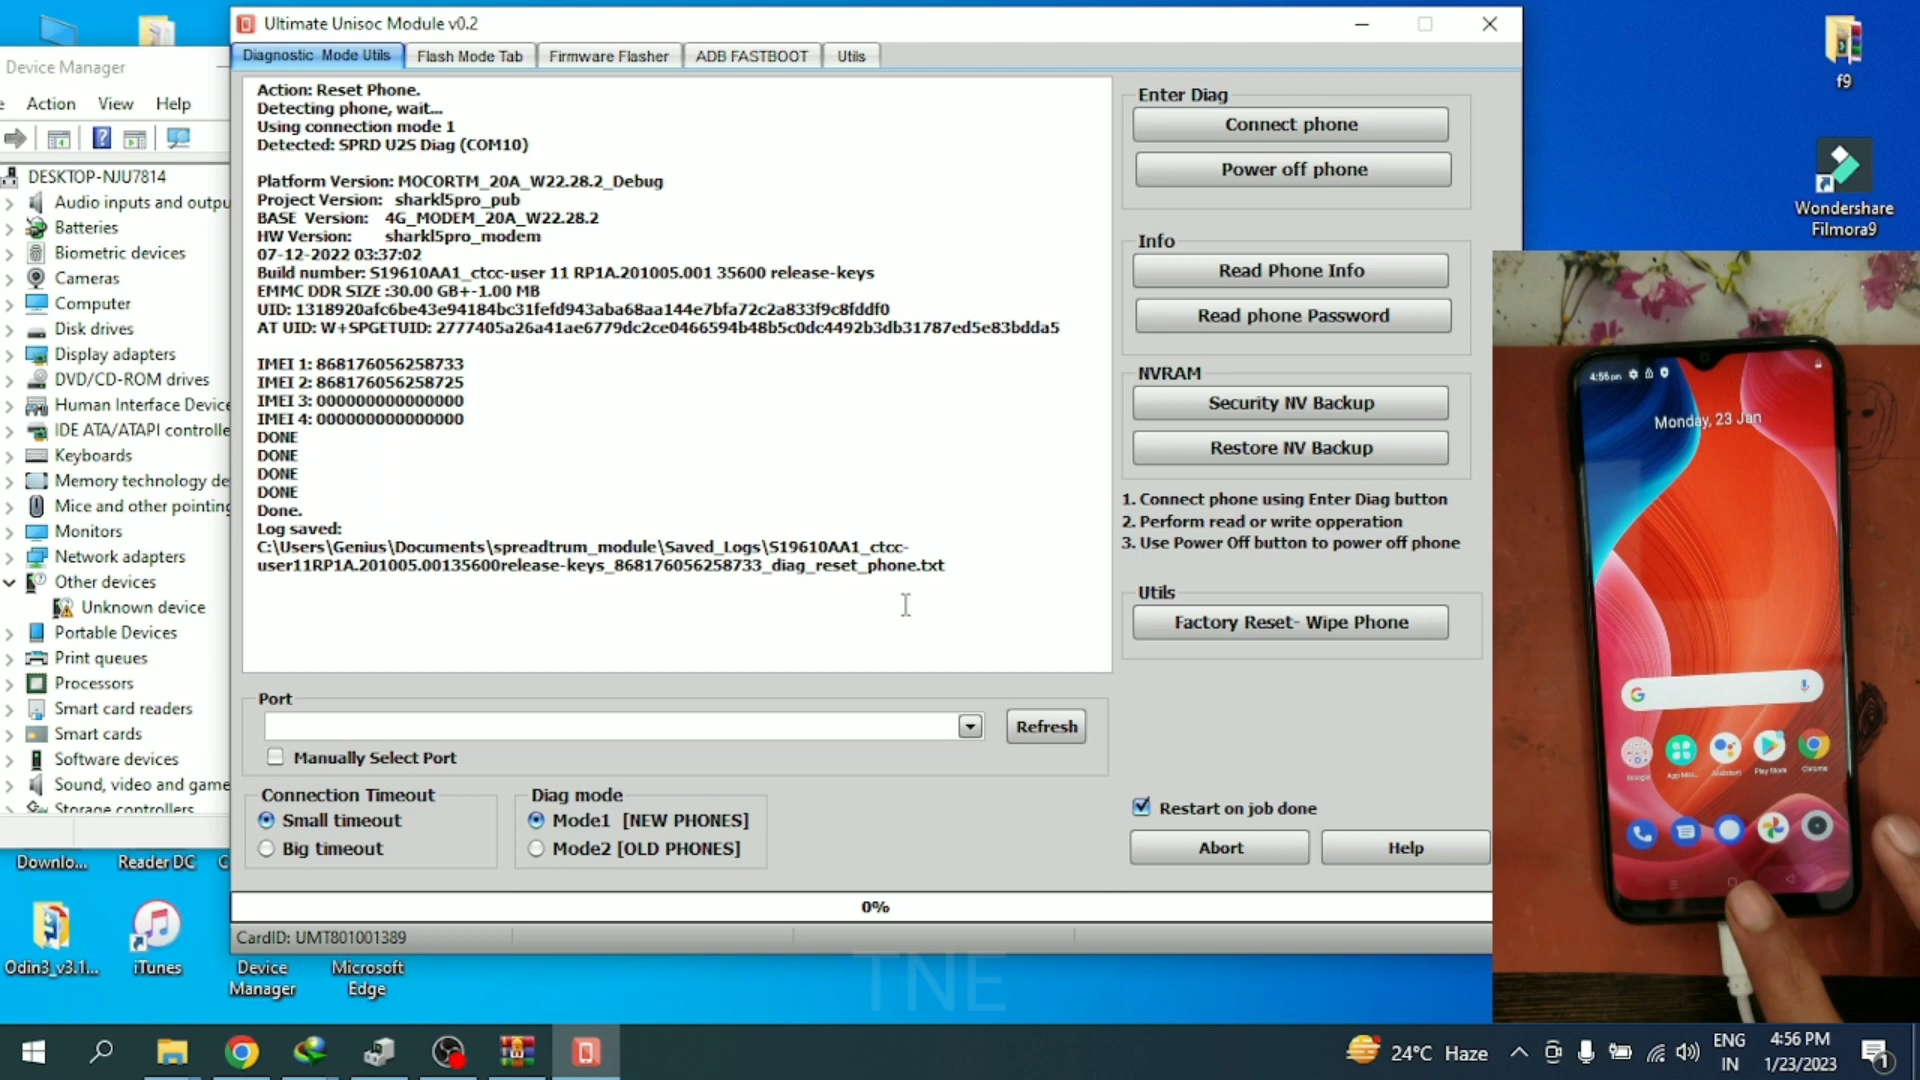 Ultimate Unisoc Module v0.2
Device Manager
Action View Help
DESKTOP-NJU7814
Audio inputs and outpu
Batteries
Biometric devices
Cameras
Computer
Disk drives
Display adapters
DVD/CD-ROM drives
Human Interface Device
IDE ATA/ATAPI controlle
Keyboards
Memory technology de
Mice and other pointing
Monitors
Network adapters
Other devices
Unknown device
Portable Devices
Print queues
Processors
Smart card readers
Smart cards
Software devices
Sound, video and game
Storage controllers
Diagnostic Mode Utils
Flash Mode Tab
Firmware Flasher
ADB FASTBOOT
Utils
Action: Reset Phone.
Detecting phone, wait...
Using connection mode 1
Detected: SPRD U2S Diag (COM10)
Platform Version: MOCORTM_20A_W22.28.2_Debug
Project Version: sharkl5pro_pub
BASE Version: 4G_MODEM_20A_W22.28.2
HW Version: sharkl5pro_modem
07-12-2022 03:37:02
Build number: S19610AA1_ctcc-user 11 RP1A.201005.001 35600 release-keys
EMMC DDR SIZE :30.00 GB+-1.00 MB
UID: 1318920afc6be43e94184bc31fefd943aba68aa144e7bfa72c2a833f9c8fddf0
AT UID: W+SPGETUID: 2777405a26a41ae6779dc2ce0466594b48b5c0dc4492b3db31787ed5e83bdda5
IMEI 1: 868176056258733
IMEI 2: 868176056258725
IMEI 3: 000000000000000
IMEI 4: 000000000000000
DONE
DONE
DONE
DONE
Done.
Log saved:
C:\Users\Genius\Documents\spreadtrum_module\Saved_Logs\S19610AA1_ctcc-
user11RP1A.201005.00135600release-keys_868176056258733_diag_reset_phone.txt
Enter Diag
Connect phone
Power off phone
Info
Read Phone Info
Read phone Password
NVRAM
Security NV Backup
Restore NV Backup
1. Connect phone using Enter Diag button
2. Perform read or write opperation
3. Use Power Off button to power off phone
Utils
Factory Reset- Wipe Phone
Port
Refresh
Manually Select Port
Connection Timeout
Small timeout
Big timeout
Diag mode
Mode1 [NEW PHONES]
Mode2 [OLD PHONES]
Restart on job done
Abort
Help
0%
CardID: UMT801001389
f9
Wondershare
Filmora9
4:56 pm
Monday, 23 Jan
G
Google
Assistant
Play Store
Chrome
Downlo...
Reader DC
C
Odin3_v3.1...
iTunes
Device
Manager
Microsoft
Edge
TNE
24°C Haze
ENG
IN
4:56 PM
1/23/2023
1